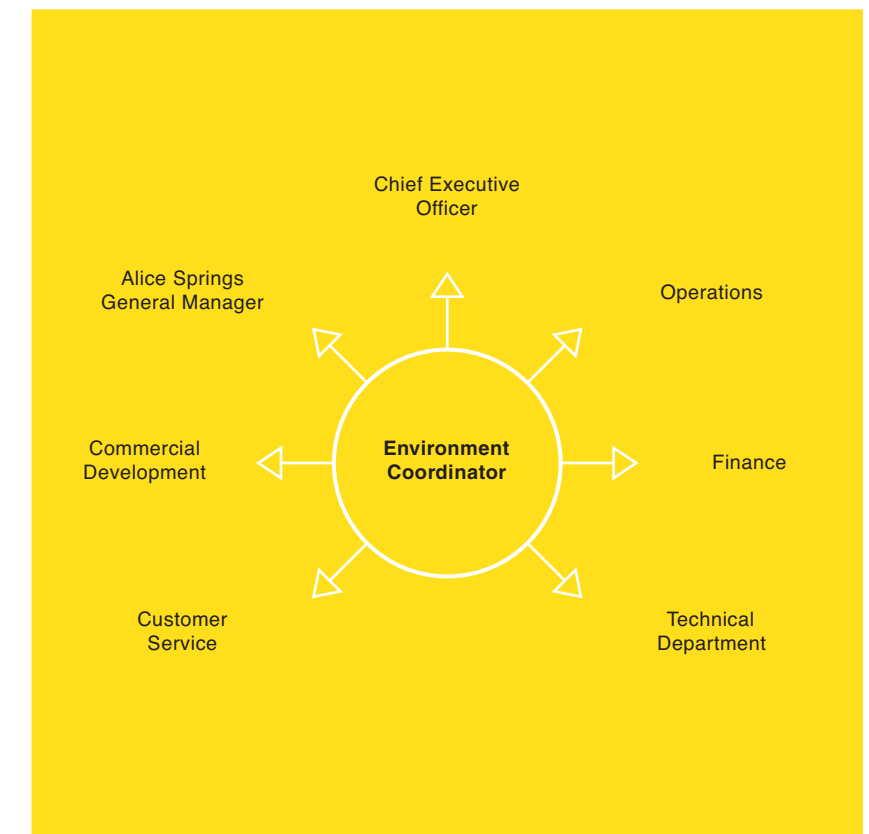 Chief Executive
Officer
Alice Springs
General Manager
Operations
Commercial
Development
Environment
Coordinator
Finance
Customer
Service
Technical
Department